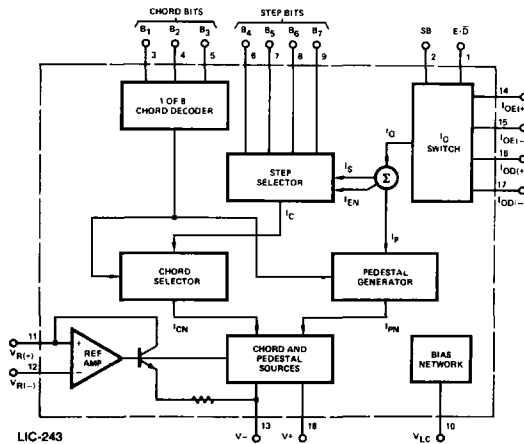 CHORD BITS STEP BITS
B1 B2 B3 B4 B5 B6 B7 SB E·D̅
3 4 5 6 7 8 9 2 1
1 OF 8
CHORD DECODER
14
IOE(+)
15
IOE(−)
16
IOD(+)
17
IOD(−)
IO
SWITCH
IO
STEP
SELECTOR
IS
IEN
Σ
IC
IP
CHORD
SELECTOR
PEDESTAL
GENERATOR
ICN
IPN
11
VR(+)
12
VR(−)
+
−
REF
AMP
CHORD AND
PEDESTAL
SOURCES
BIAS
NETWORK
13 18 10
LIC-243
V− V+ VLC